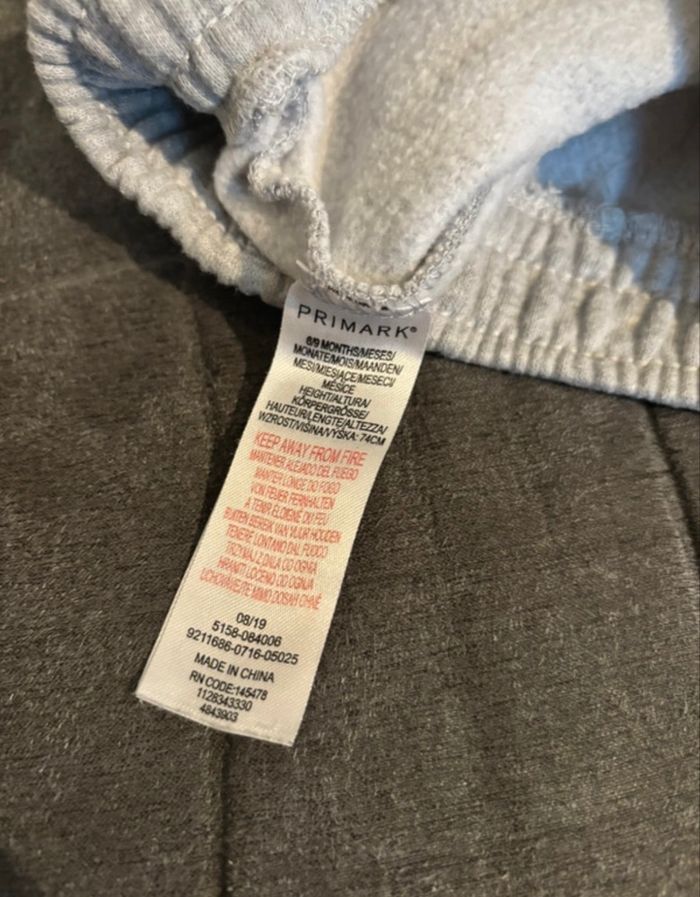 PRIMARK®
6/9 MONTHS/MESES/
MONATE/MOIS/MAANDEN/
MESI/MIESIĄCE/MESECI/
MĚSÍCE
HEIGHT/ALTURA/
KÖRPERGRÖSSE/
HAUTEUR/LENGTE/ALTEZZA/
WZROST/VIŠINA/VÝŠKA: 74CM
KEEP AWAY FROM FIRE
MANTENER ALEJADO DEL FUEGO
MANTER LONGE DO FOGO
VON FEUER FERNHALTEN
A TENIR ÉLOIGNÉ DU FEU
BUITEN BEREIK VAN VUUR HOUDEN
TENERE LONTANO DAL FUOCO
TRZYMAJ Z DALA OD OGNIA
HRANITI LOČENO OD OGNJA
UCHOVÁVEJTE MIMO DOSAH OHNĚ
08/19
5158-084006
9211686-0716-05025
MADE IN CHINA
RN CODE:145478
1128343330
4843903